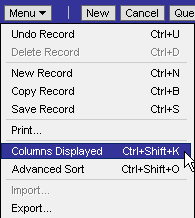 Menu New Cancel Que
Undo Record Ctrl+U
Delete Record Ctrl+D
New Record Ctrl+N
Copy Record Ctrl+B
Save Record Ctrl+S
Print...
Columns Displayed Ctrl+Shift+K
Advanced Sort Ctrl+Shift+O
Import...
Export...